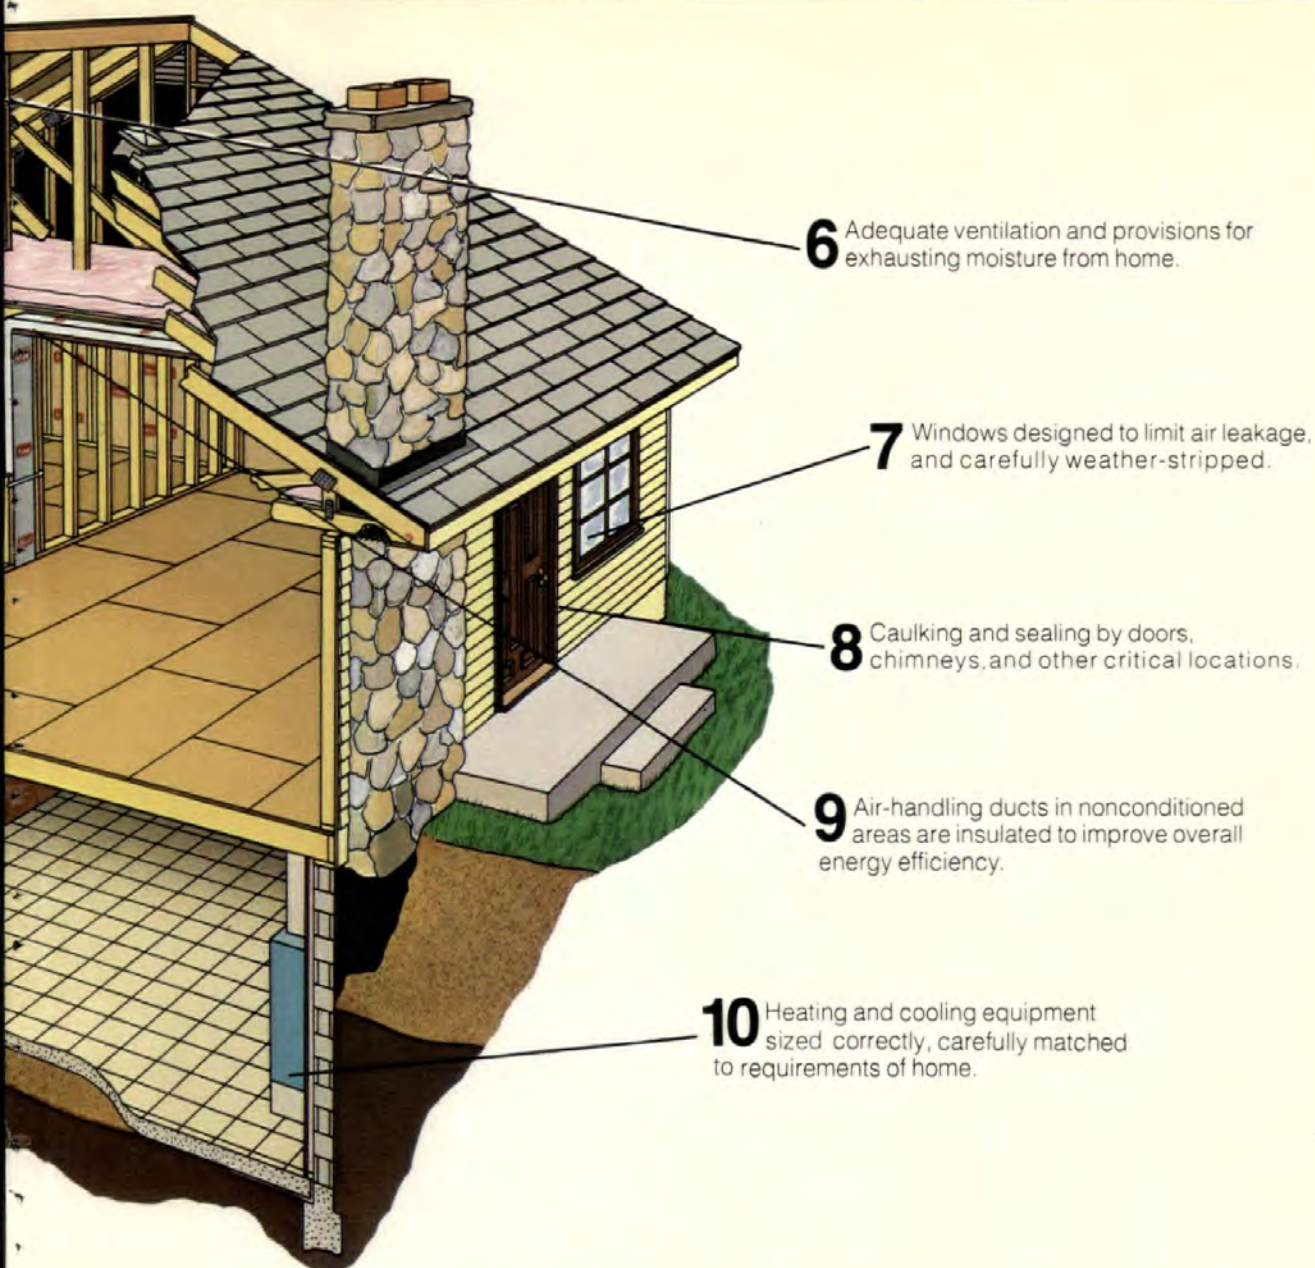 6 Adequate ventilation and provisions for
exhausting moisture from home.
7 Windows designed to limit air leakage,
and carefully weather-stripped.
8 Caulking and sealing by doors,
chimneys, and other critical locations.
9 Air-handling ducts in nonconditioned
areas are insulated to improve overall
energy efficiency.
10 Heating and cooling equipment
sized correctly, carefully matched
to requirements of home.